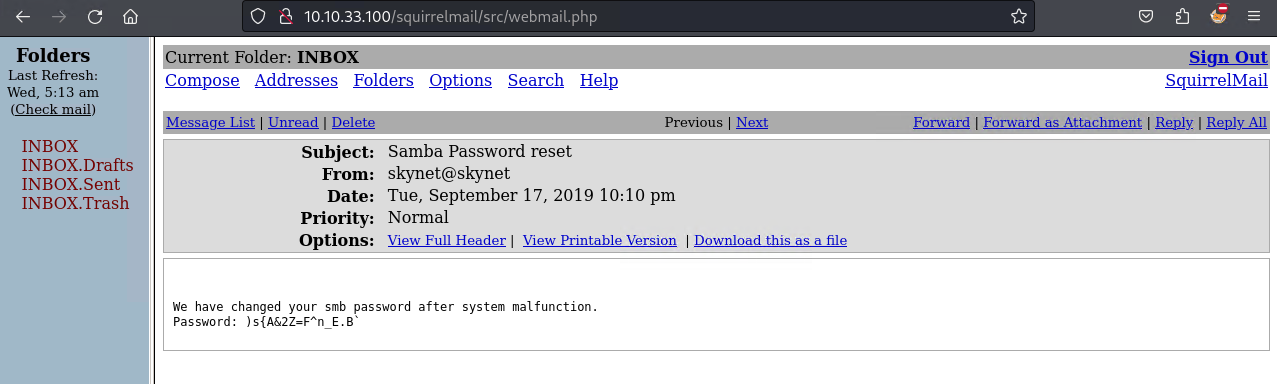 10.10.33.100/squirrelmail/src/webmail.php
Folders
Last Refresh:
Wed, 5:13 am
(Check mail)
INBOX
INBOX.Drafts
INBOX.Sent
INBOX.Trash
Current Folder: INBOX Sign Out
Compose Addresses Folders Options Search Help SquirrelMail
Message List | Unread | Delete Previous | Next Forward | Forward as Attachment | Reply | Reply All
Subject: Samba Password reset
From: skynet@skynet
Date: Tue, September 17, 2019 10:10 pm
Priority: Normal
Options: View Full Header | View Printable Version | Download this as a file
We have changed your smb password after system malfunction.
Password: )s{A&2Z=F^n_E.B`